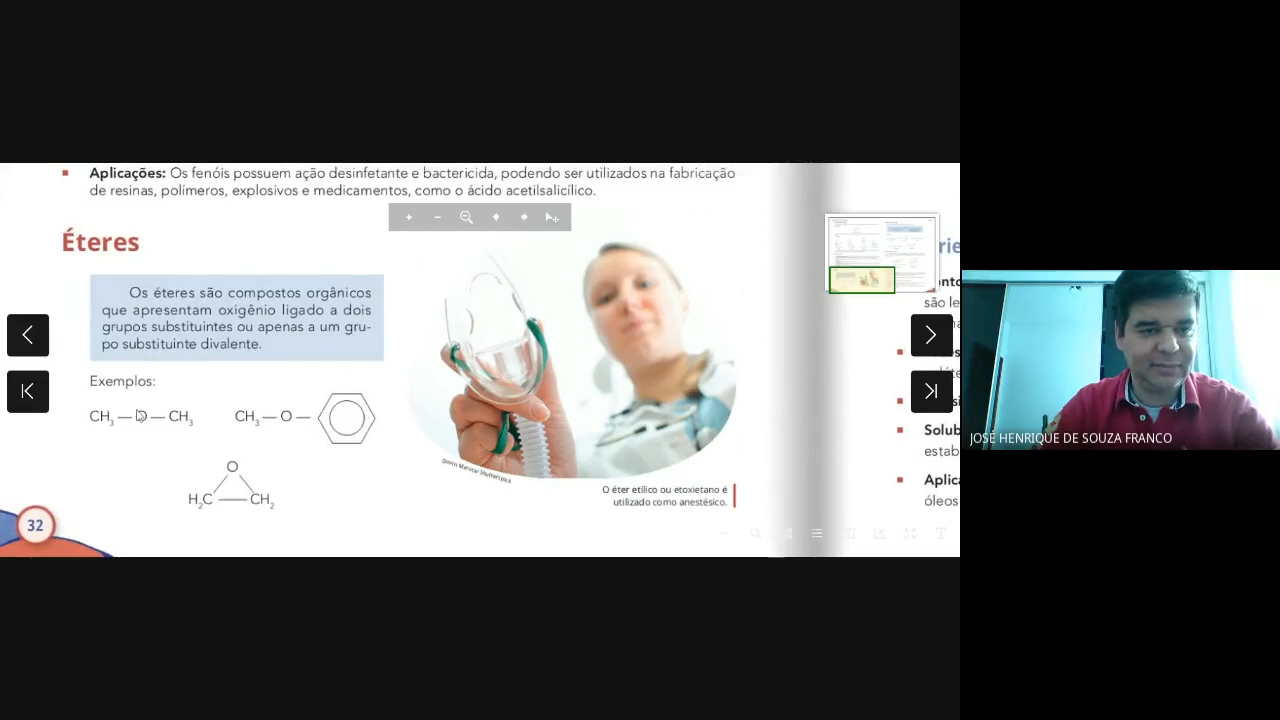 Aplicações: Os fenóis possuem ação desinfetante e bactericida, podendo ser utilizados na fabricação
de resinas, polímeros, explosivos e medicamentos, como o ácido acetilsalicílico.
Éteres
Os éteres são compostos orgânicos
que apresentam oxigênio ligado a dois
grupos substituintes ou apenas a um gru-
po substituinte divalente.
Exemplos:
CH₃ — O — CH₃
CH₃ — O —
O
H₂C — CH₂
O éter etílico ou etoxietano é
utilizado como anestésico.
32
Solub
estab
Aplica
óleos
JOSÉ HENRIQUE DE SOUZA FRANCO